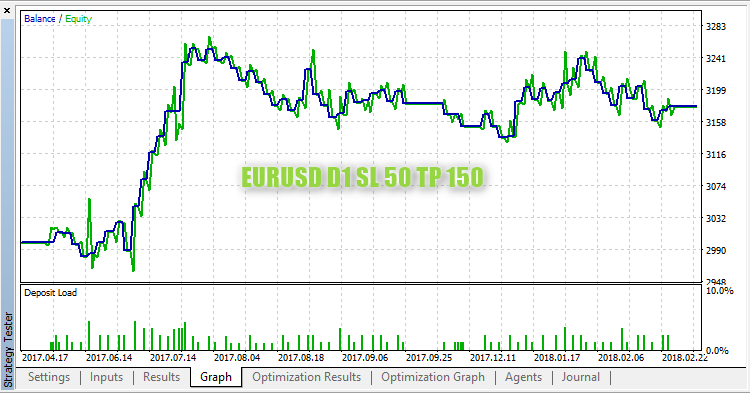 Balance / Equity
3283
3241
3199
3158
3116
3074
3032
2990
2948
EURUSD D1 SL 50 TP 150
Deposit Load
10.0%
0.0%
2017.04.17 2017.06.14 2017.07.14 2017.08.04 2017.08.18 2017.09.06 2017.09.25 2017.12.11 2018.01.17 2018.02.06 2018.02.22
Strategy Tester
Settings Inputs Results Graph Optimization Results Optimization Graph Agents Journal